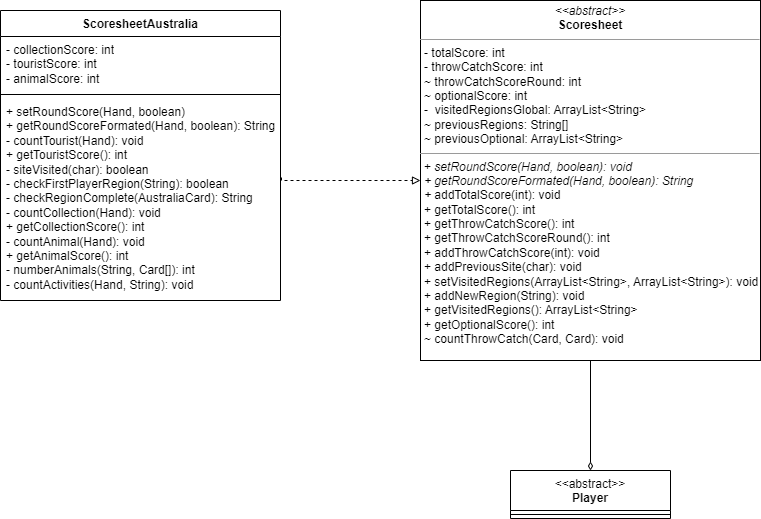 ScoresheetAustralia
- collectionScore: int
- touristScore: int
- animalScore: int
+ setRoundScore(Hand, boolean)
+ getRoundScoreFormated(Hand, boolean): String
- countTourist(Hand): void
+ getTouristScore(): int
- siteVisited(char): boolean
- checkFirstPlayerRegion(String): boolean
- checkRegionComplete(AustraliaCard): String
- countCollection(Hand): void
+ getCollectionScore(): int
- countAnimal(Hand): void
+ getAnimalScore(): int
- numberAnimals(String, Card[]): int
- countActivities(Hand, String): void
<<abstract>>
Scoresheet
- totalScore: int
- throwCatchScore: int
~ throwCatchScoreRound: int
~ optionalScore: int
- visitedRegionsGlobal: ArrayList<String>
~ previousRegions: String[]
~ previousOptional: ArrayList<String>
+ setRoundScore(Hand, boolean): void
+ getRoundScoreFormated(Hand, boolean): String
+ addTotalScore(int): void
+ getTotalScore(): int
+ getThrowCatchScore(): int
+ getThrowCatchScoreRound(): int
+ addThrowCatchScore(int): void
+ addPreviousSite(char): void
+ setVisitedRegions(ArrayList<String>, ArrayList<String>): void
+ addNewRegion(String): void
+ getVisitedRegions(): ArrayList<String>
+ getOptionalScore(): int
~ countThrowCatch(Card, Card): void
<<abstract>>
Player